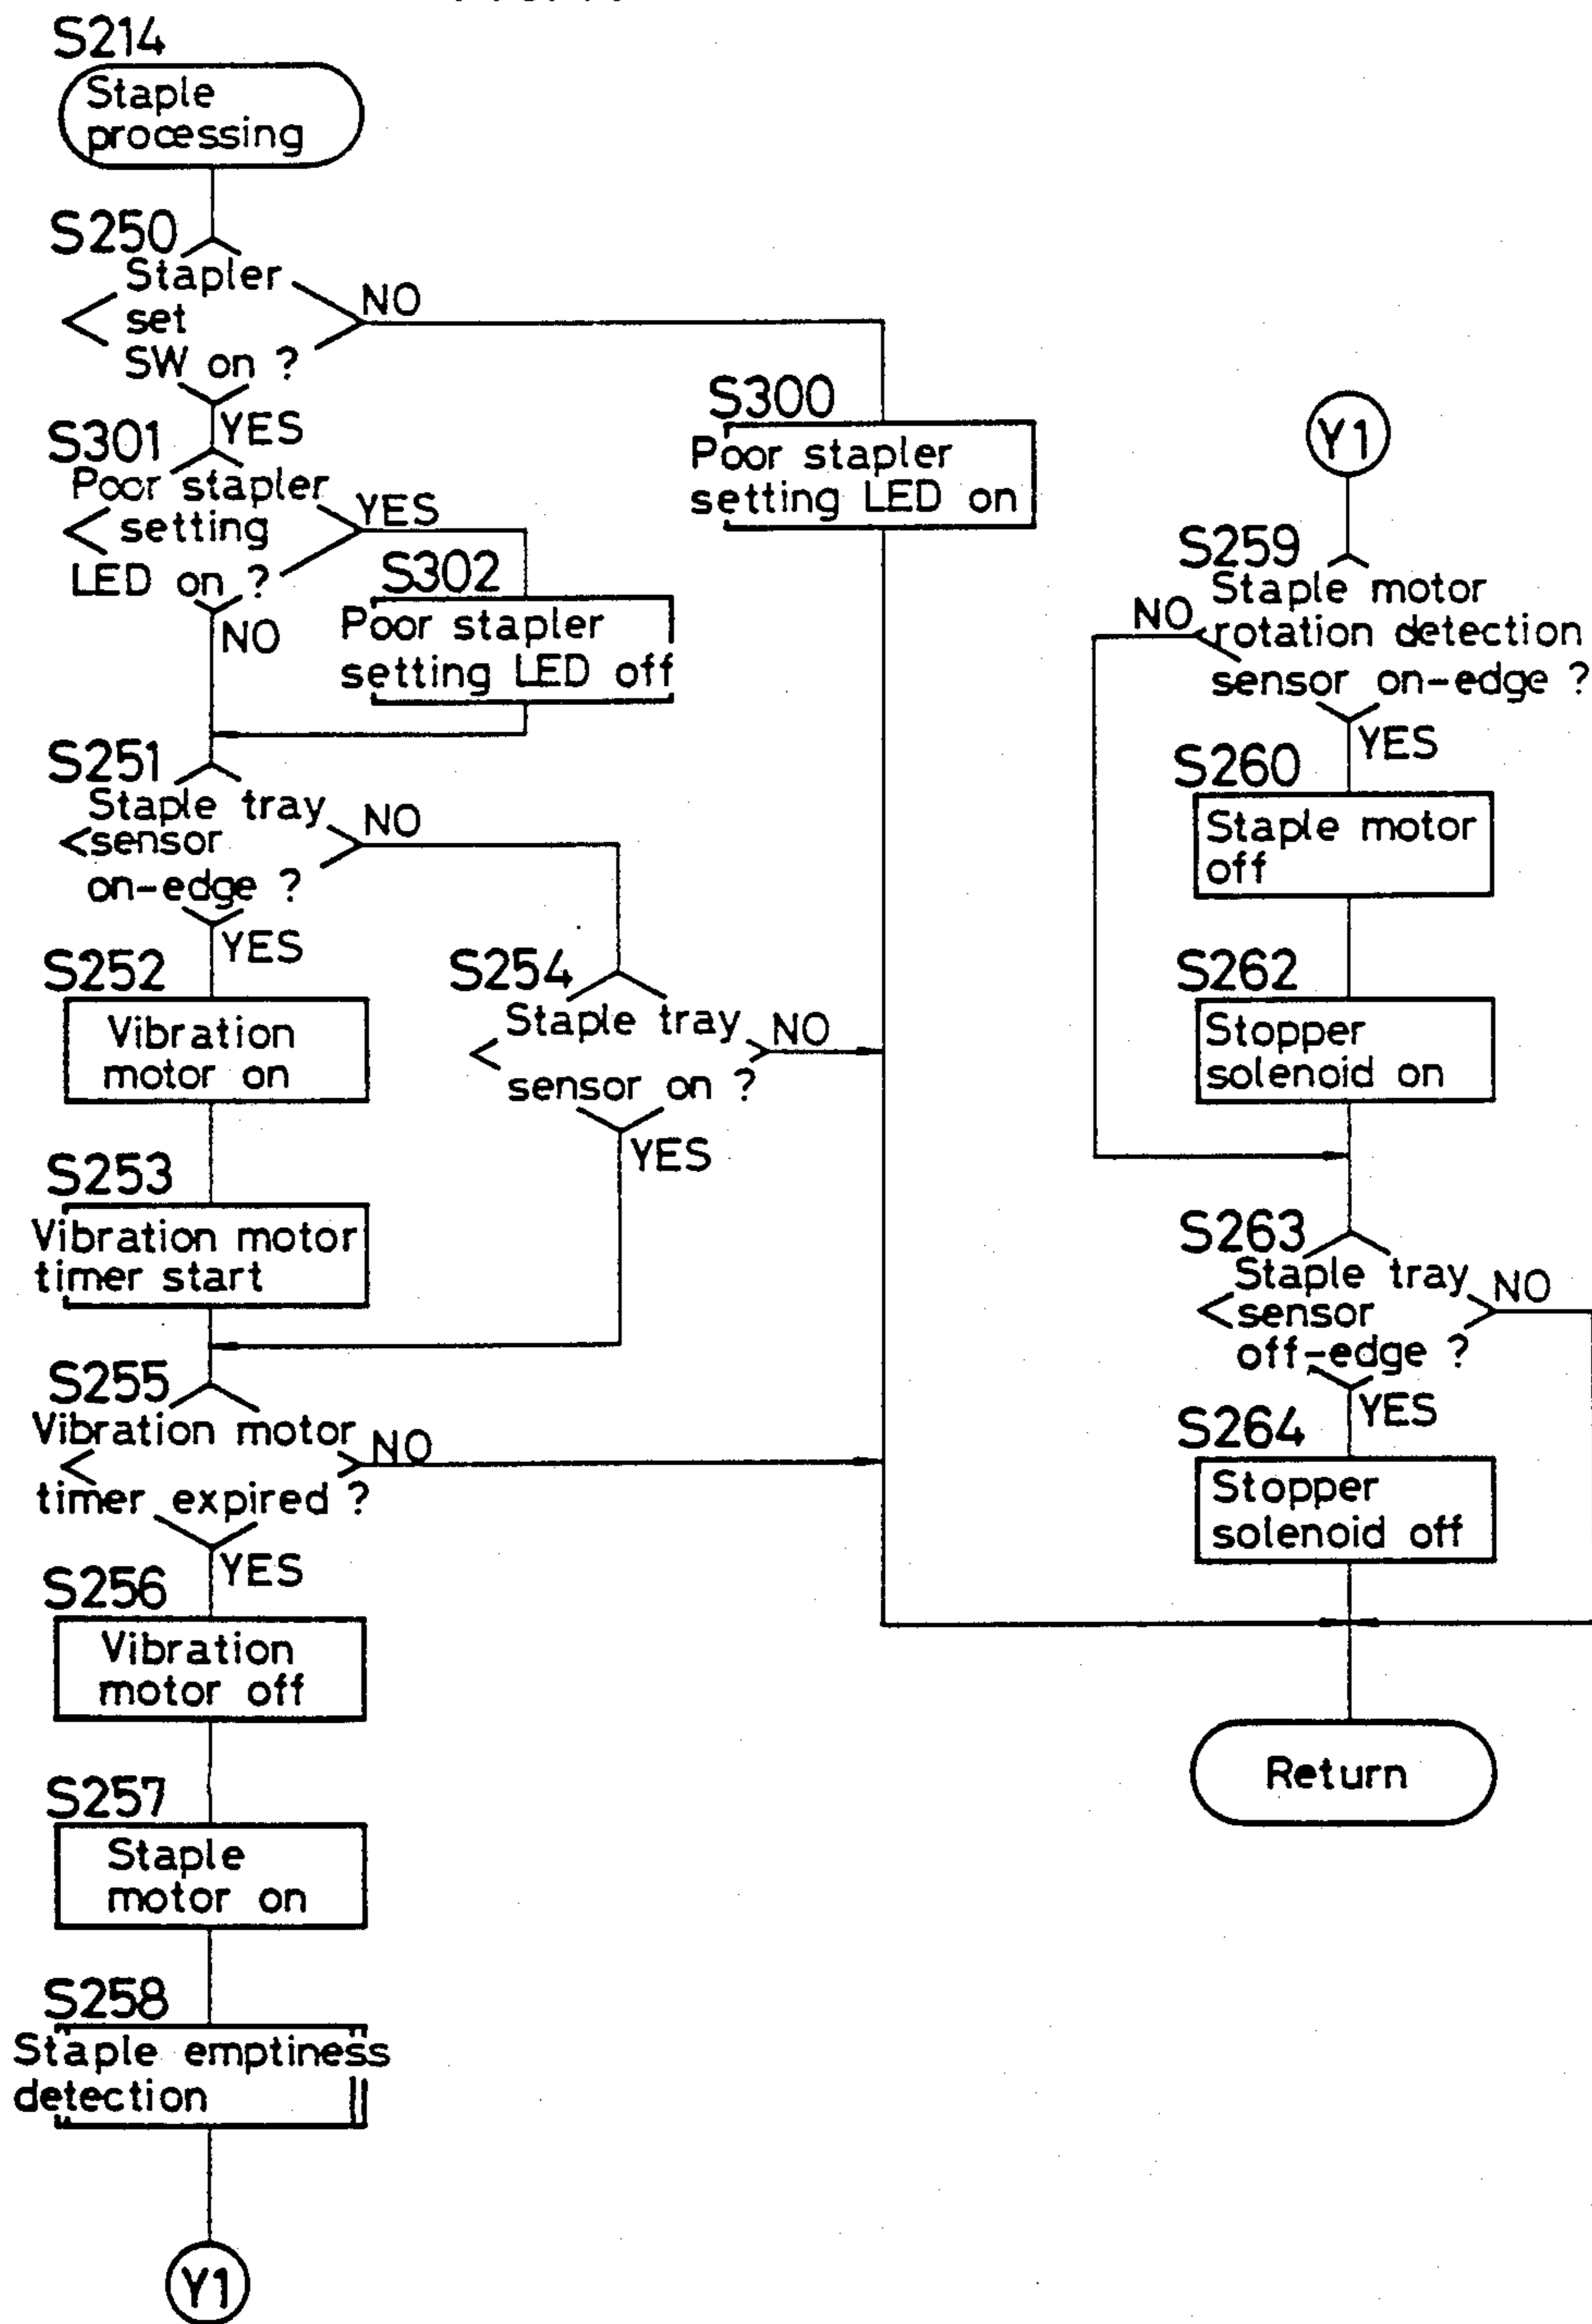 S214
Staple
processing
S250
Stapler
set
SW on ?
NO
YES
S301
Poor stapler
setting
LED on ?
YES
NO
S302
Poor stapler
setting LED off
S300
Poor stapler
setting LED on
S251
Staple tray
sensor
on-edge ?
NO
YES
S252
Vibration
motor on
S254
Staple tray
sensor on ?
NO
YES
S253
Vibration motor
timer start
S255
Vibration motor
timer expired ?
NO
YES
S256
Vibration
motor off
S257
Staple
motor on
S258
Staple emptiness
detection
Y1
Y1
S259
Staple motor
rotation detection
sensor on-edge ?
NO
YES
S260
Staple motor
off
S262
Stopper
solenoid on
S263
Staple tray
sensor
off-edge ?
NO
YES
S264
Stopper
solenoid off
Return